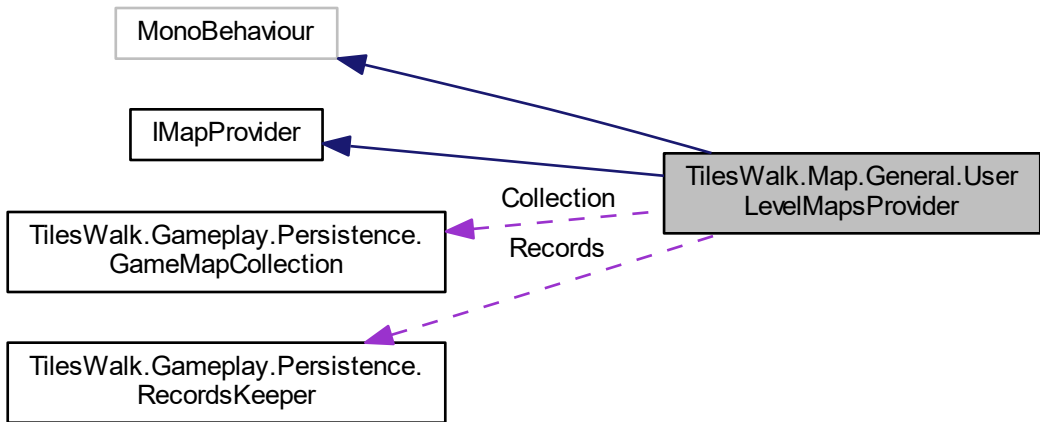 MonoBehaviour
IMapProvider
TilesWalk.Map.General.User
LevelMapsProvider
Collection
TilesWalk.Gameplay.Persistence.
GameMapCollection
Records
TilesWalk.Gameplay.Persistence.
RecordsKeeper